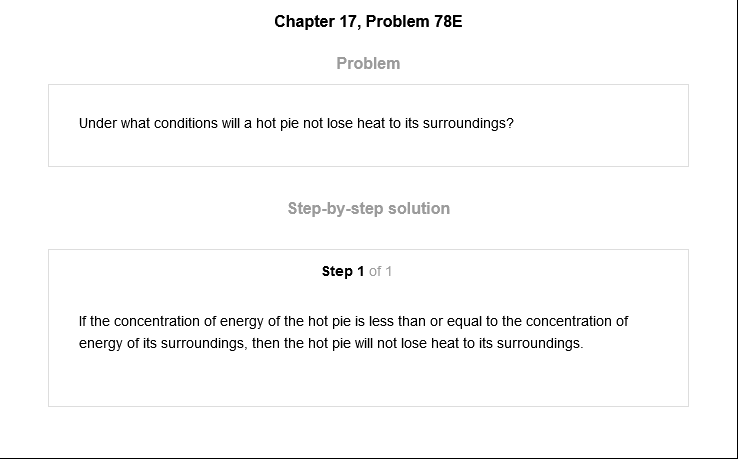 Chapter 17, Problem 78E
Problem
Under what conditions will a hot pie not lose heat to its surroundings?
Step-by-step solution
Step 1 of 1
If the concentration of energy of the hot pie is less than or equal to the concentration of
energy of its surroundings, then the hot pie will not lose heat to its surroundings.